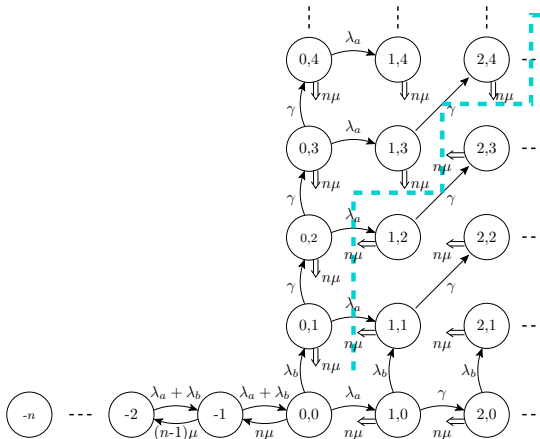 0,4 λ_a 1,4 2,4
nμ nμ nμ
γ λ_a γ
0,3 1,3 2,3
nμ nμ nμ
γ λ_a γ
0,2 1,2 2,2
nμ nμ nμ
γ λ_a γ
0,1 1,1 2,1
nμ nμ nμ
λ_b λ_b λ_b
λ_a + λ_b λ_a + λ_b λ_a γ
-n -2 -1 0,0 1,0 2,0
(n-1)μ nμ nμ nμ